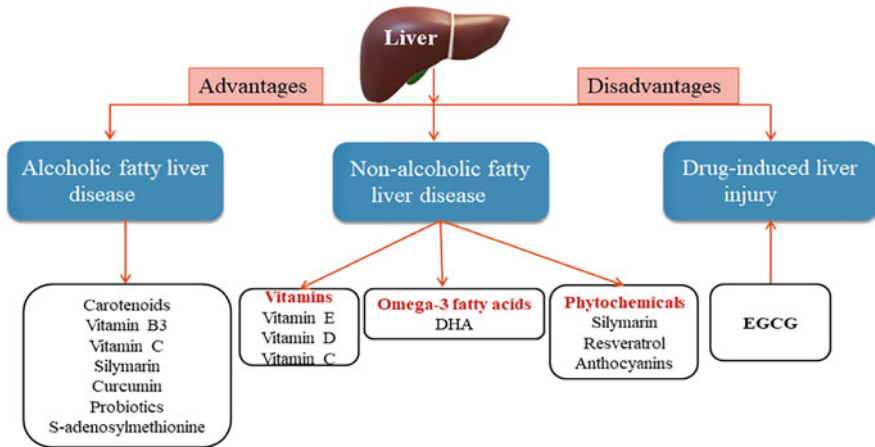 Liver
Advantages
Disadvantages
Alcoholic fatty liver
disease
Non-alcoholic fatty
liver disease
Drug-induced liver
injury
Carotenoids
Vitamin B3
Vitamin C
Silymarin
Curcumin
Probiotics
S-adenosylmethionine
Vitamins
Vitamin E
Vitamin D
Vitamin C
Omega-3 fatty acids
DHA
Phytochemicals
Silymarin
Resveratrol
Anthocyanins
EGCG